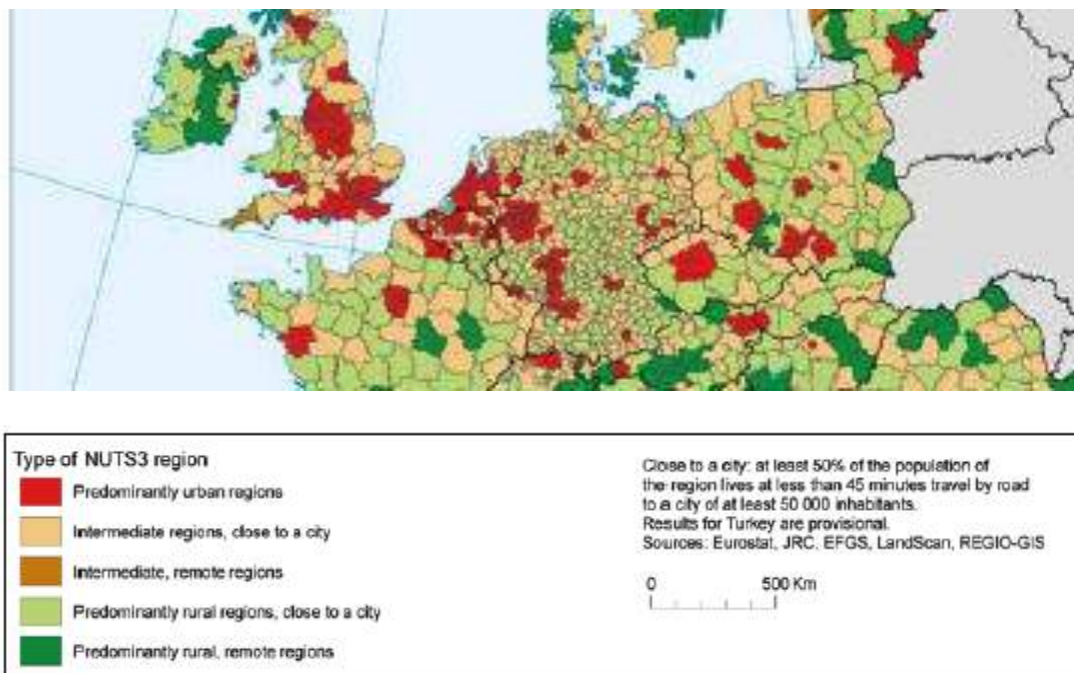 Type of NUTS3 region
Predominantly urban regions
Intermediate regions, close to a city
Intermediate, remote regions
Predominantly rural regions, close to a city
Predominantly rural, remote regions
Close to a city: at least 50% of the population of
the region lives at less than 45 minutes travel by road
to a city of at least 50 000 inhabitants.
Results for Turkey are provisional.
Sources: Eurostat, JRC, EFGS, LandScan, REGIO-GIS
0 500 Km